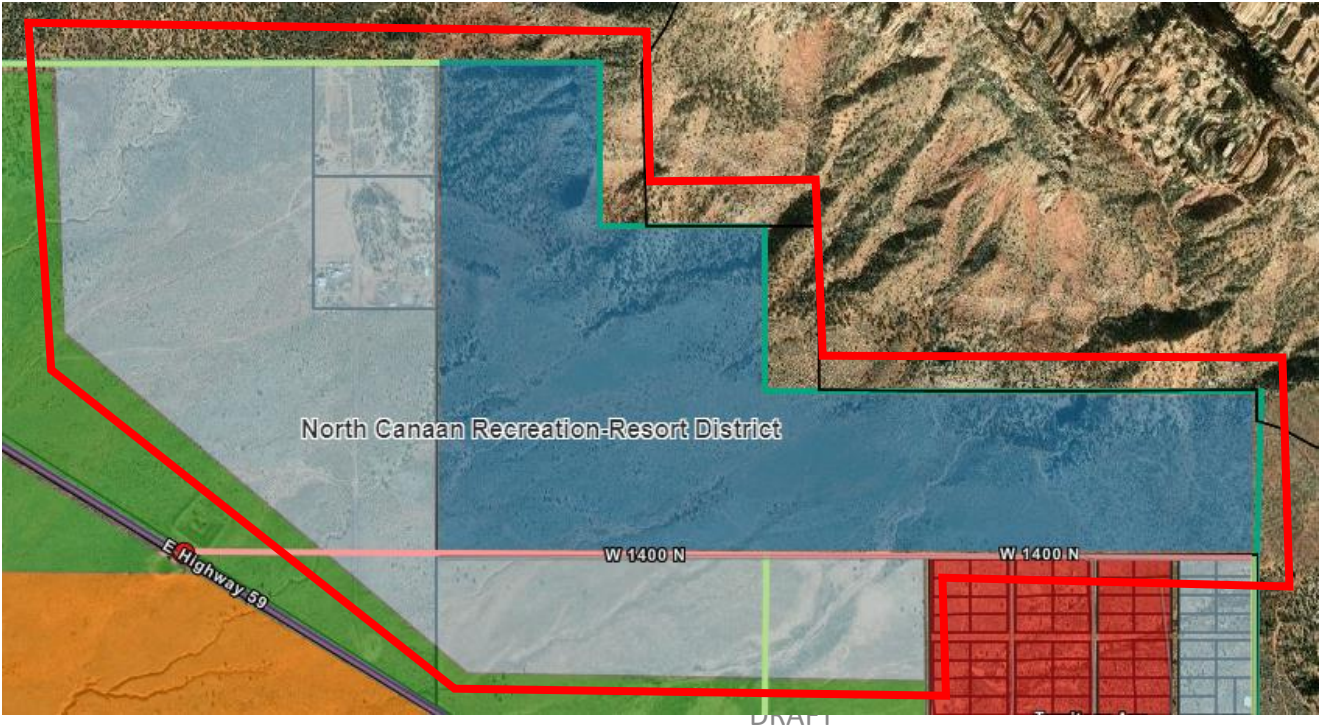 North Canaan Recreation-Resort District
E Highway 59
W 1400 N
W 1400 N
DRAFT